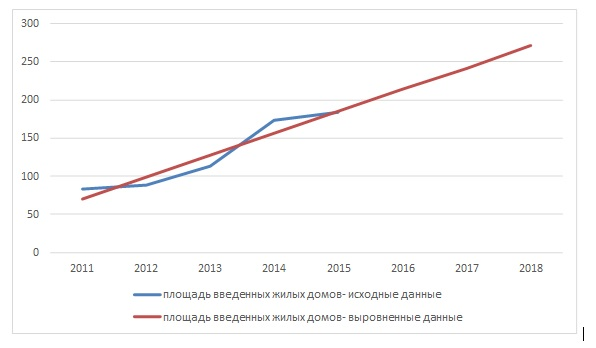 300
250
200
150
100
50
0
2011 2012 2013 2014 2015 2016 2017 2018
площадь введенных жилых домов- исходные данные
площадь введенных жилых домов- выровненные данные